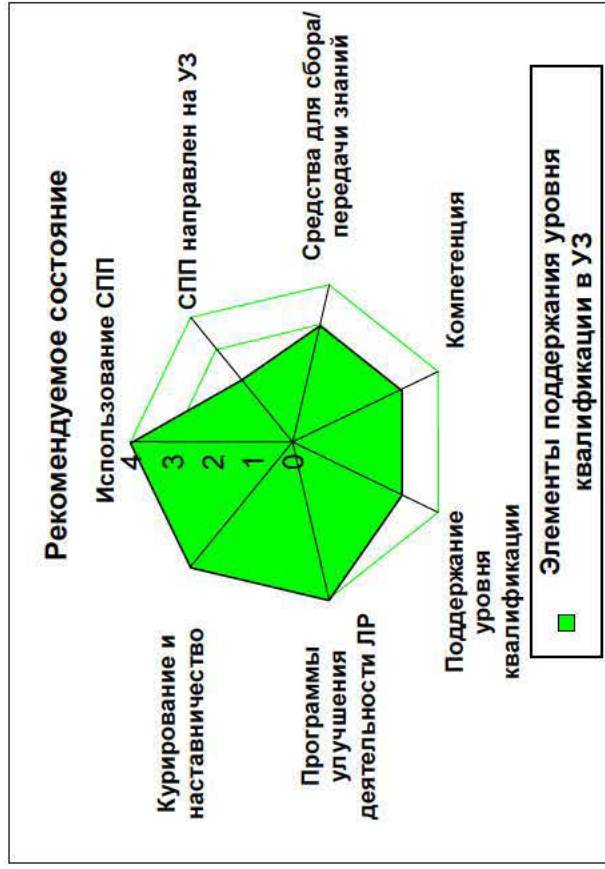 Рекомендуемое состояние
Использование СПП
СПП направлен на УЗ
Средства для сбора/
передачи знаний
Компетенция
Поддержание
уровня
квалификации
Программы
улучшения
деятельности ЛР
Курирование и
наставничество
4
3
2
1
0
Элементы поддержания уровня
квалификации в УЗ